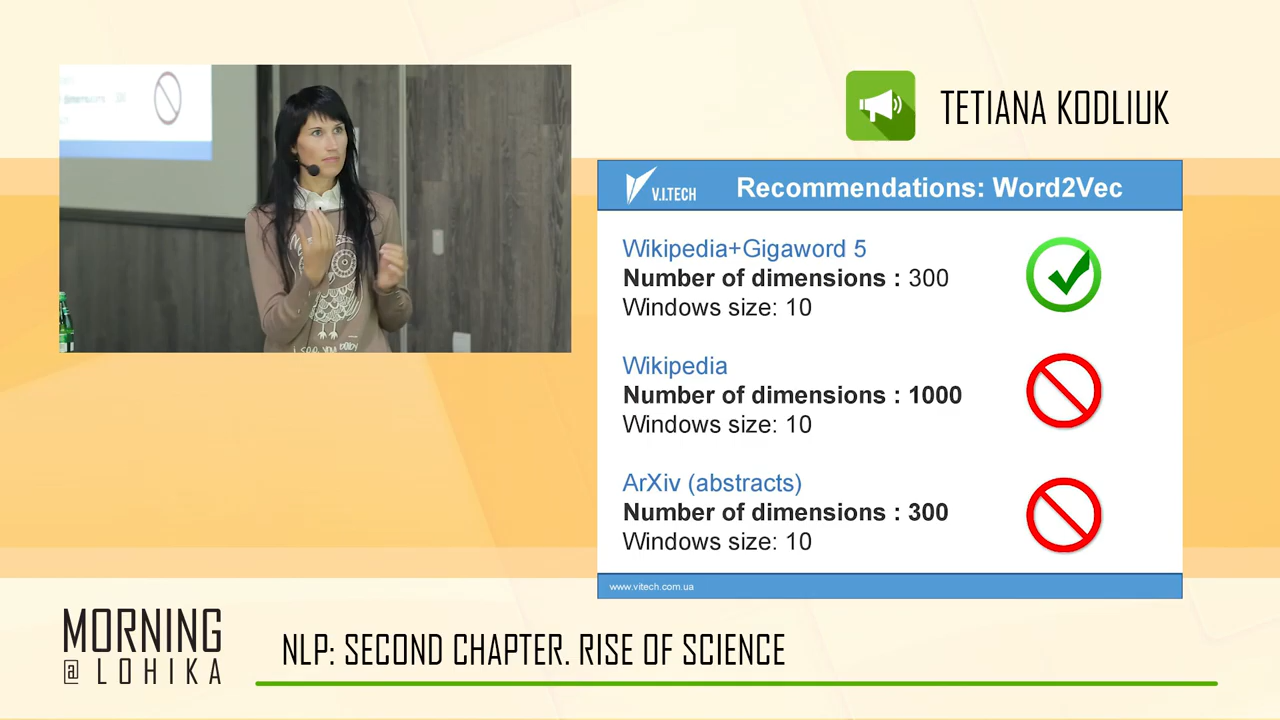 TETIANA KODLIUK
V.I.TECH
Recommendations: Word2Vec
Wikipedia+Gigaword 5
Number of dimensions : 300
Windows size: 10
Wikipedia
Number of dimensions : 1000
Windows size: 10
ArXiv (abstracts)
Number of dimensions : 300
Windows size: 10
www.vitech.com.ua
MORNING
@ LOHIKA
NLP: SECOND CHAPTER. RISE OF SCIENCE